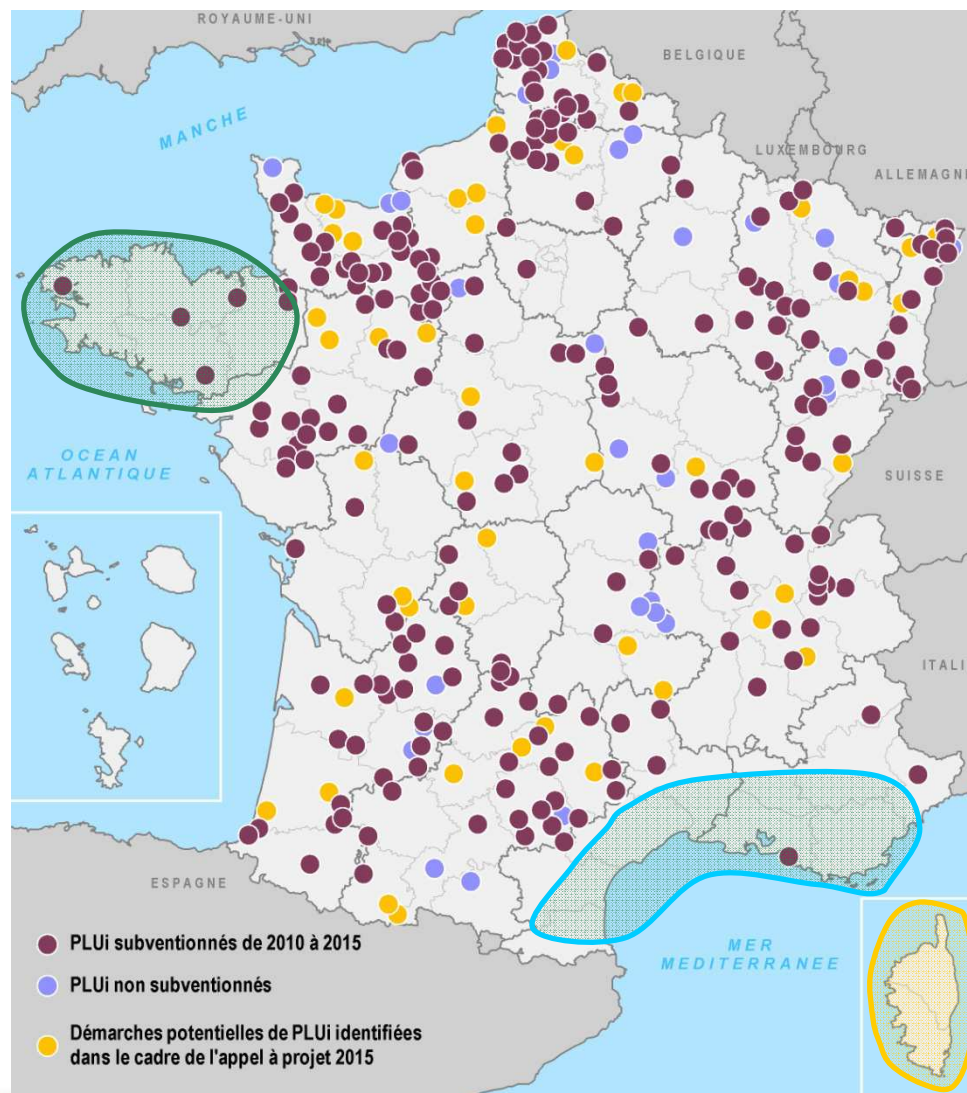 ROYAUME-UNI
BELGIQUE
MANCHE
LUXEMBOURG
ALLEMAGNE
OCEAN
ATLANTIQUE
SUISSE
ITALI
ESPAGNE
MER
MEDITERRANEE
PLUi subventionnés de 2010 à 2015
PLUi non subventionnés
Démarches potentielles de PLUi identifiées
dans le cadre de l'appel à projet 2015